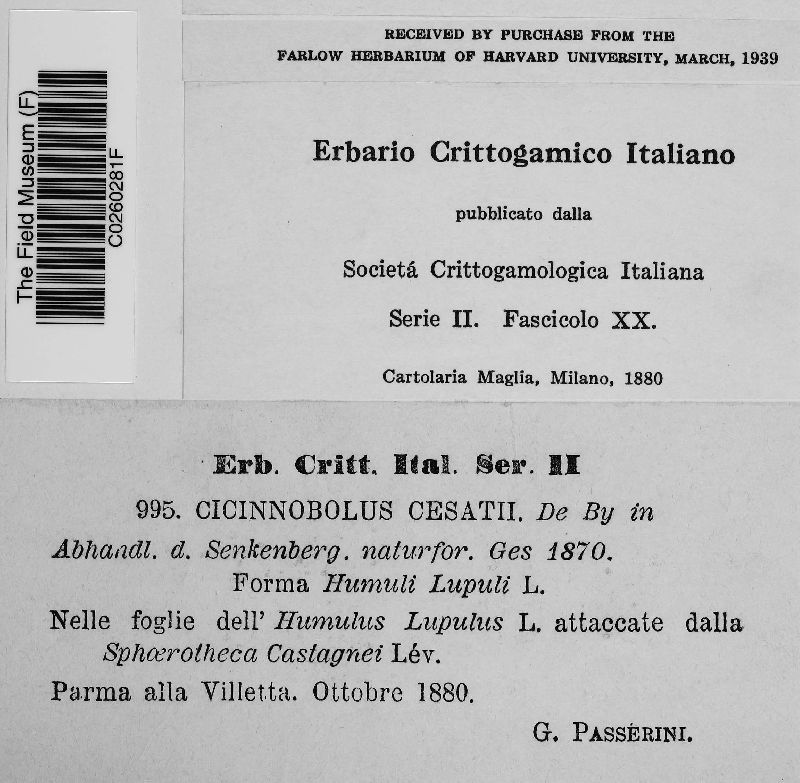 RECEIVED BY PURCHASE FROM THE
FARLOW HERBARIUM OF HARVARD UNIVERSITY, MARCH, 1939
The Field Museum (F)
C0260281F
Erbario Crittogamico Italiano
pubblicato dalla
Societá Crittogamologica Italiana
Serie II. Fascicolo XX.
Cartolaria Maglia, Milano, 1880
Erb. Critt. Ital. Ser. II
995. CICINNOBOLUS CESATII. De By in
Abhandl. d. Senkenberg. naturfor. Ges 1870.
Forma Humuli Lupuli L.
Nelle foglie dell' Humulus Lupulus L. attaccate dalla
Sphœrotheca Castagnei Lév.
Parma alla Villetta. Ottobre 1880.
G. PASSÈRINI.